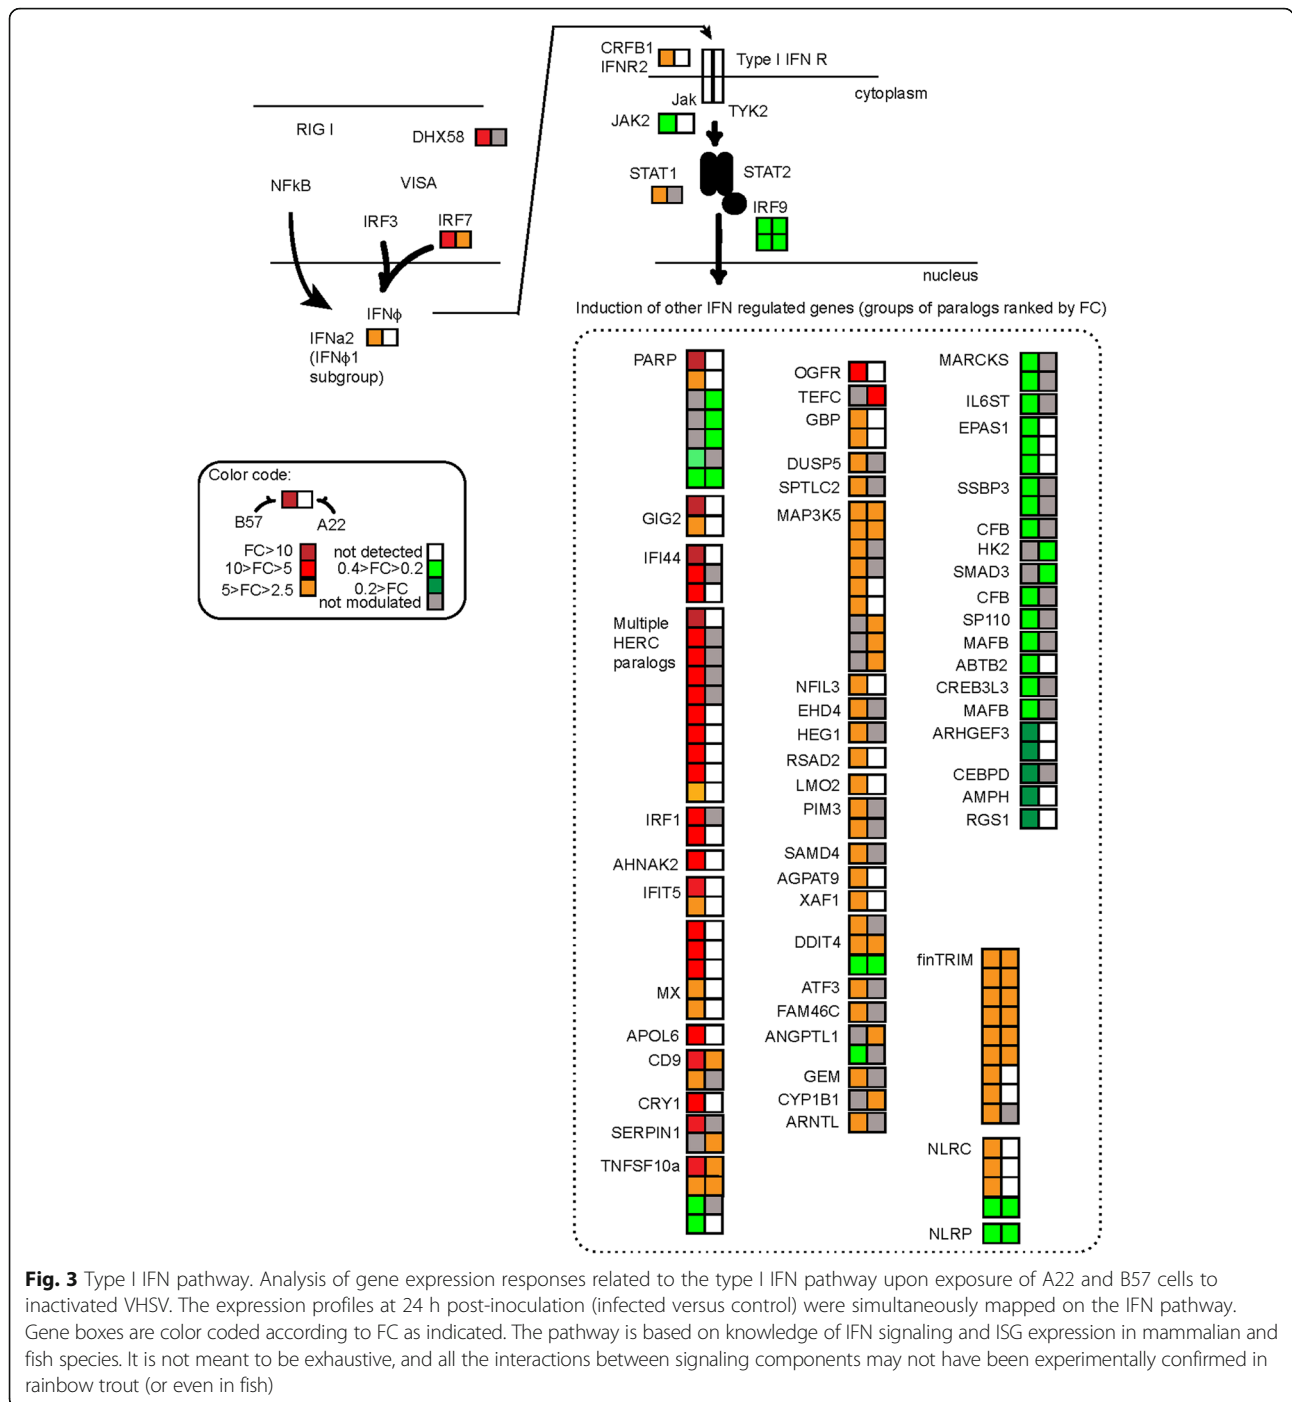 CRFB1
IFNR2
Type I IFN R
cytoplasm
Jak
TYK2
JAK2
STAT1
STAT2
IRF9
nucleus
RIG I
DHX58
NFkB
VISA
IRF3
IRF7
IFNϕ
IFNa2
(IFNϕ1
subgroup)
Color code:
B57
A22
FC>10
not detected
10>FC>5
0.4>FC>0.2
5>FC>2.5
0.2>FC
not modulated
Induction of other IFN regulated genes (groups of paralogs ranked by FC)
PARP
GIG2
IFI44
Multiple
HERC
paralogs
IRF1
AHNAK2
IFIT5
MX
APOL6
CD9
CRY1
SERPIN1
TNFSF10a
OGFR
TEFC
GBP
DUSP5
SPTLC2
MAP3K5
NFIL3
EHD4
HEG1
RSAD2
LMO2
PIM3
SAMD4
AGPAT9
XAF1
DDIT4
ATF3
FAM46C
ANGPTL1
GEM
CYP1B1
ARNTL
MARCKS
IL6ST
EPAS1
SSBP3
CFB
HK2
SMAD3
CFB
SP110
MAFB
ABTB2
CREB3L3
MAFB
ARHGEF3
CEBPD
AMPH
RGS1
finTRIM
NLRC
NLRP
Fig. 3 Type I IFN pathway. Analysis of gene expression responses related to the type I IFN pathway upon exposure of A22 and B57 cells to
inactivated VHSV. The expression profiles at 24 h post-inoculation (infected versus control) were simultaneously mapped on the IFN pathway.
Gene boxes are color coded according to FC as indicated. The pathway is based on knowledge of IFN signaling and ISG expression in mammalian and
fish species. It is not meant to be exhaustive, and all the interactions between signaling components may not have been experimentally confirmed in
rainbow trout (or even in fish)